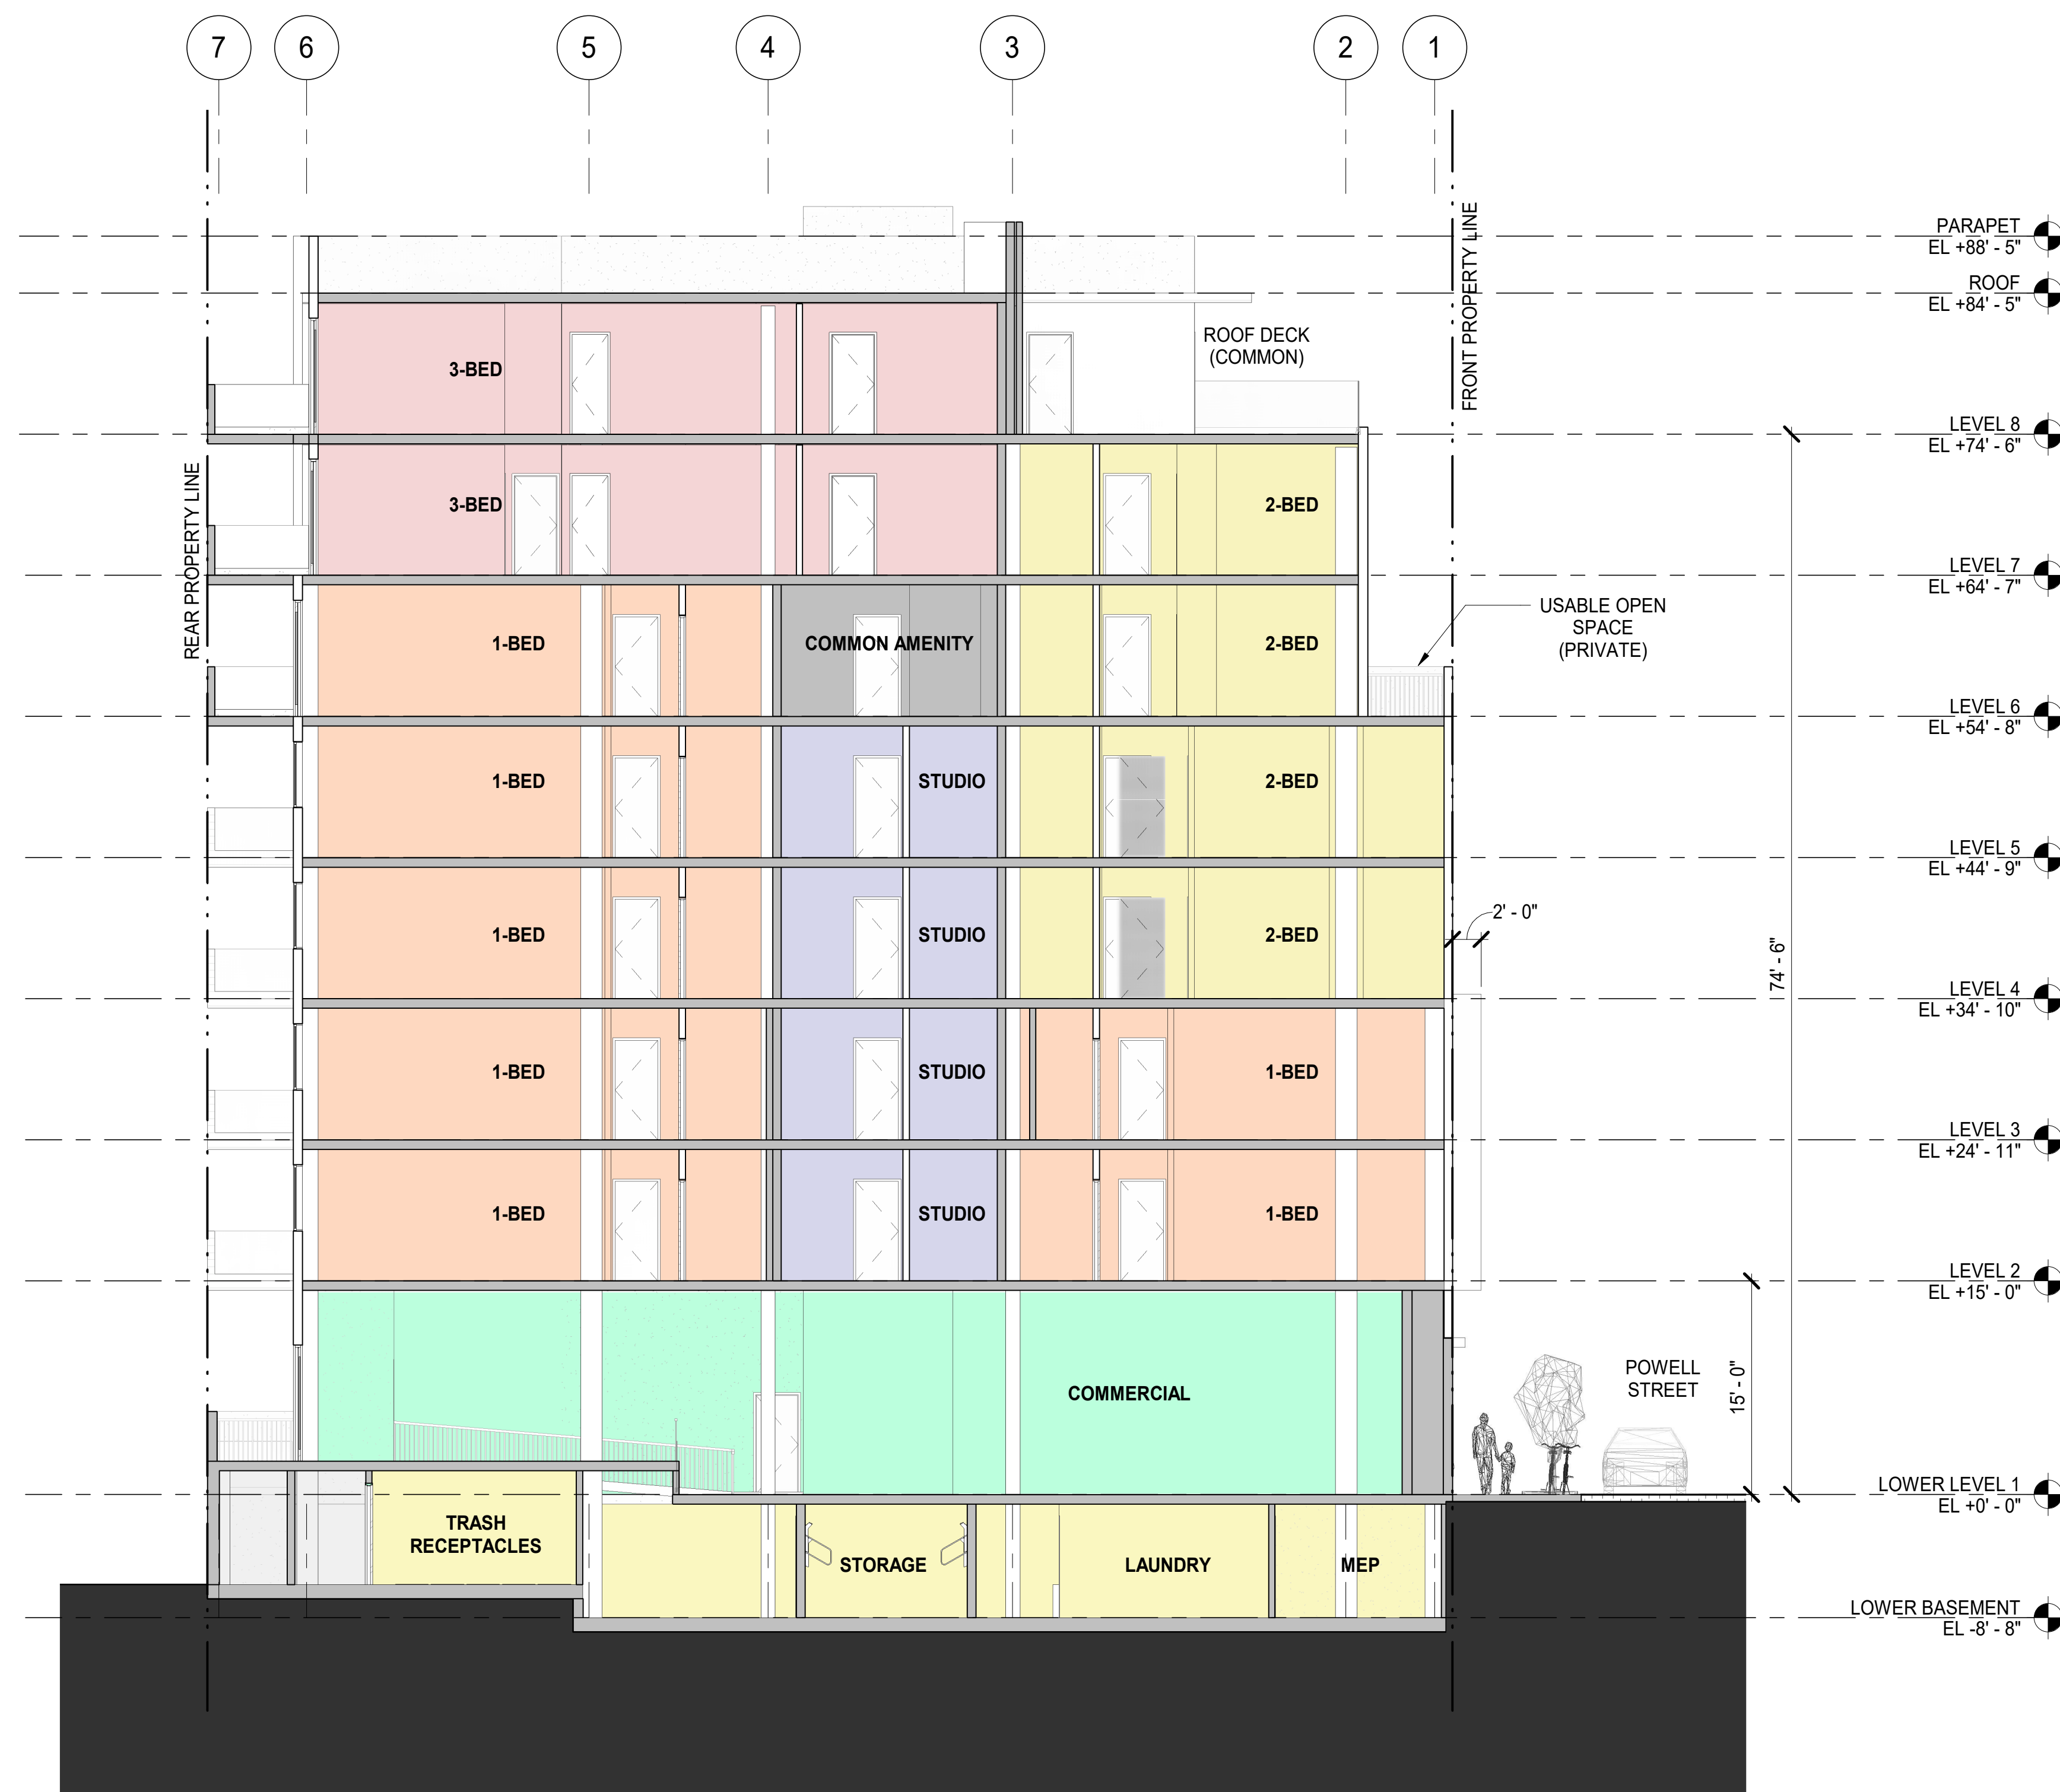 7
6
5
4
3
2
1
PARAPET
EL +88' - 5"
ROOF
EL +84' - 5"
FRONT PROPERTY LINE
ROOF DECK
(COMMON)
3-BED
LEVEL 8
EL +74' - 6"
REAR PROPERTY LINE
3-BED
2-BED
LEVEL 7
EL +64' - 7"
USABLE OPEN
SPACE
(PRIVATE)
1-BED
COMMON AMENITY
2-BED
LEVEL 6
EL +54' - 8"
1-BED
STUDIO
2-BED
LEVEL 5
EL +44' - 9"
2' - 0"
1-BED
STUDIO
2-BED
74' - 6"
LEVEL 4
EL +34' - 10"
1-BED
STUDIO
1-BED
LEVEL 3
EL +24' - 11"
1-BED
STUDIO
1-BED
LEVEL 2
EL +15' - 0"
COMMERCIAL
POWELL
STREET
15' - 0"
LOWER LEVEL 1
EL +0' - 0"
TRASH
RECEPTACLES
STORAGE
LAUNDRY
MEP
LOWER BASEMENT
EL -8' - 8"